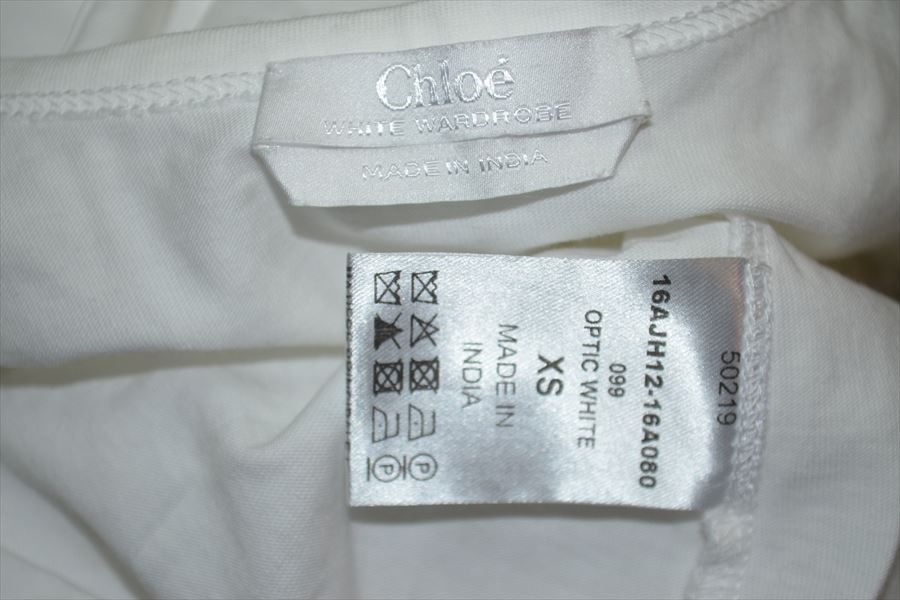 Chloé
WHITE WARDROBE
MADE IN INDIA
50219
16AJH12-16A080
099
OPTIC WHITE
XS
MADE IN
INDIA
P P